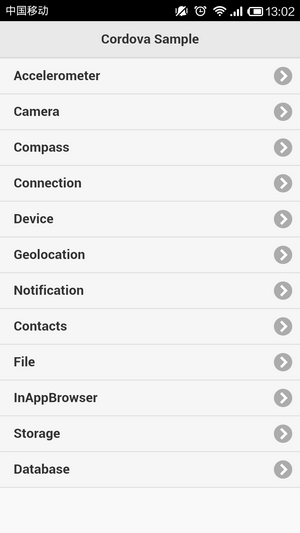 中国移动 13:02
Cordova Sample
Accelerometer
Camera
Compass
Connection
Device
Geolocation
Notification
Contacts
File
InAppBrowser
Storage
Database